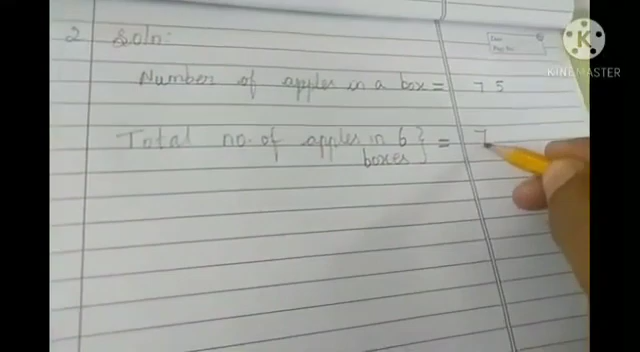 2 Soln:
Number of apples in a box = 75
Total no. of apples in 6 } = 7
boxes
KINEMASTER